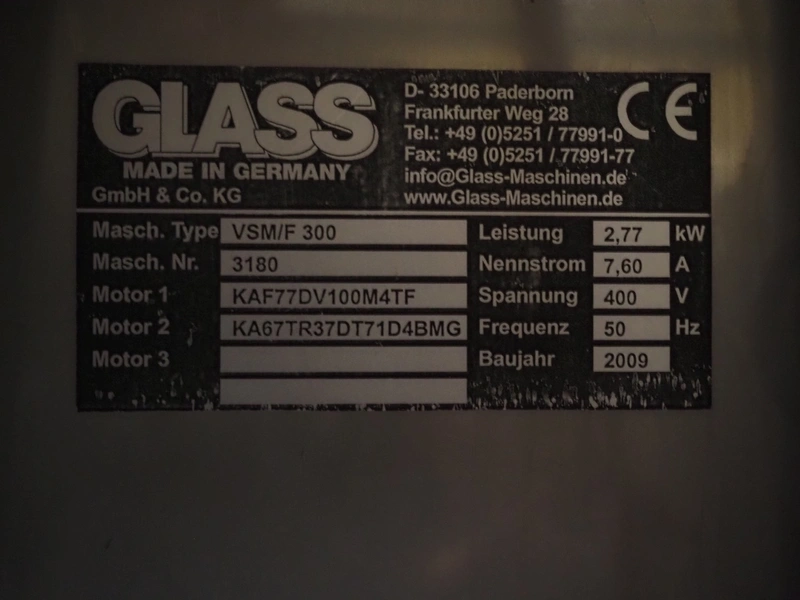 GLASS
MADE IN GERMANY
GmbH & Co. KG
D- 33106 Paderborn
Frankfurter Weg 28
Tel.: +49 (0)5251 / 77991-0
Fax: +49 (0)5251 / 77991-77
info@Glass-Maschinen.de
www.Glass-Maschinen.de
CE
Masch. Type VSM/F 300 Leistung 2,77 kW
Masch. Nr. 3180 Nennstrom 7,60 A
Motor 1 KAF77DV100M4TF Spannung 400 V
Motor 2 KA67TR37DT71D4BMG Frequenz 50 Hz
Motor 3 Baujahr 2009